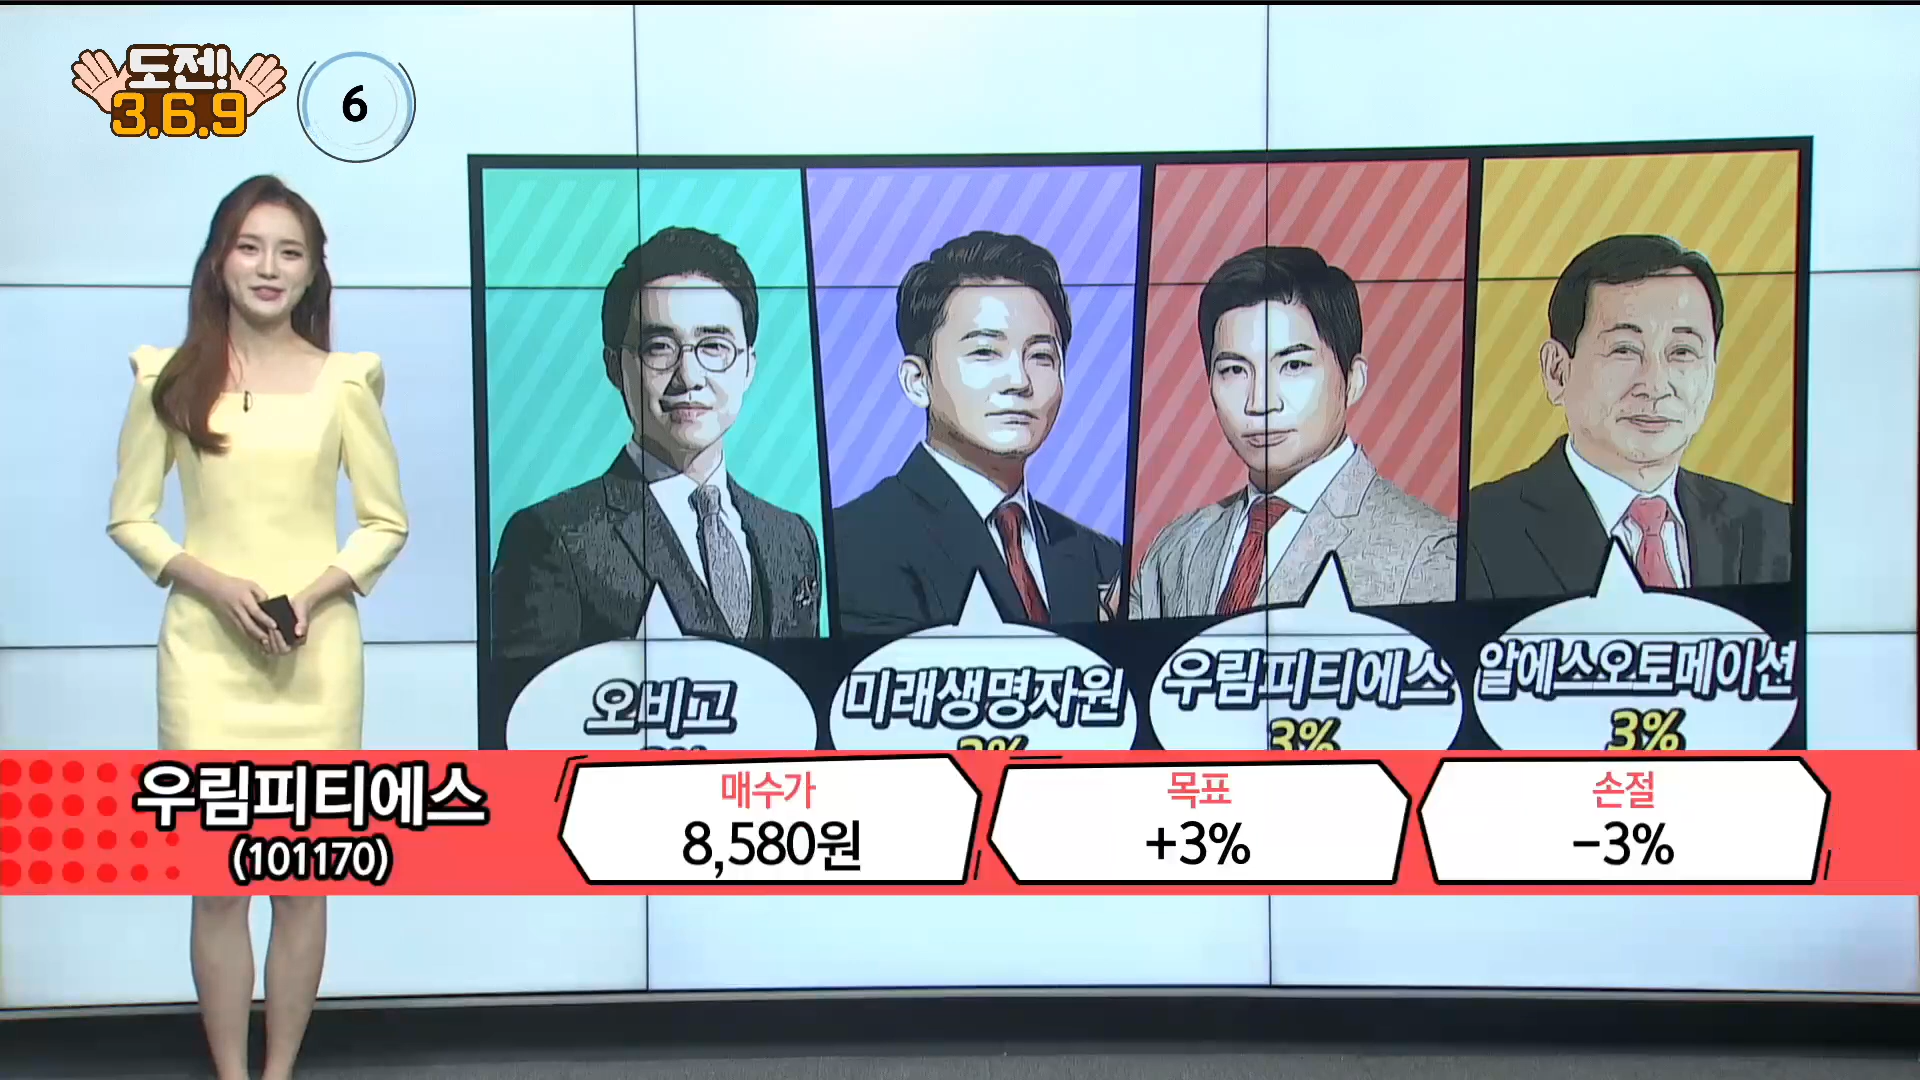 도전!
3.6.9
6
오비고
미래생명자원
3%
우림피티에스
3%
알에스오토메이션
3%
우림피티에스
(101170)
매수가
8,580원
목표
+3%
손절
-3%